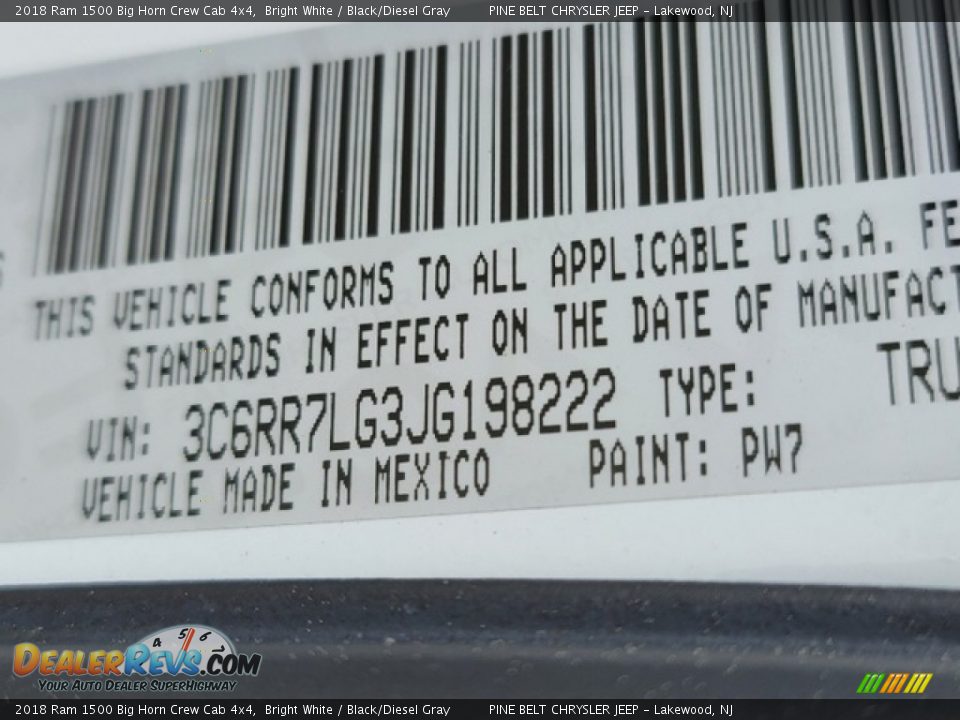 2018 Ram 1500 Big Horn Crew Cab 4x4, Bright White / Black/Diesel Gray PINE BELT CHRYSLER JEEP – Lakewood, NJ
THIS VEHICLE CONFORMS TO ALL APPLICABLE U.S.A. FE
STANDARDS IN EFFECT ON THE DATE OF MANUFACT
VIN: 3C6RR7LG3JG198222 TYPE: TRU
VEHICLE MADE IN MEXICO PAINT: PW7
4 5 6
DEALERREVS.COM
YOUR AUTO DEALER SUPERHIGHWAY
2018 Ram 1500 Big Horn Crew Cab 4x4, Bright White / Black/Diesel Gray PINE BELT CHRYSLER JEEP – Lakewood, NJ